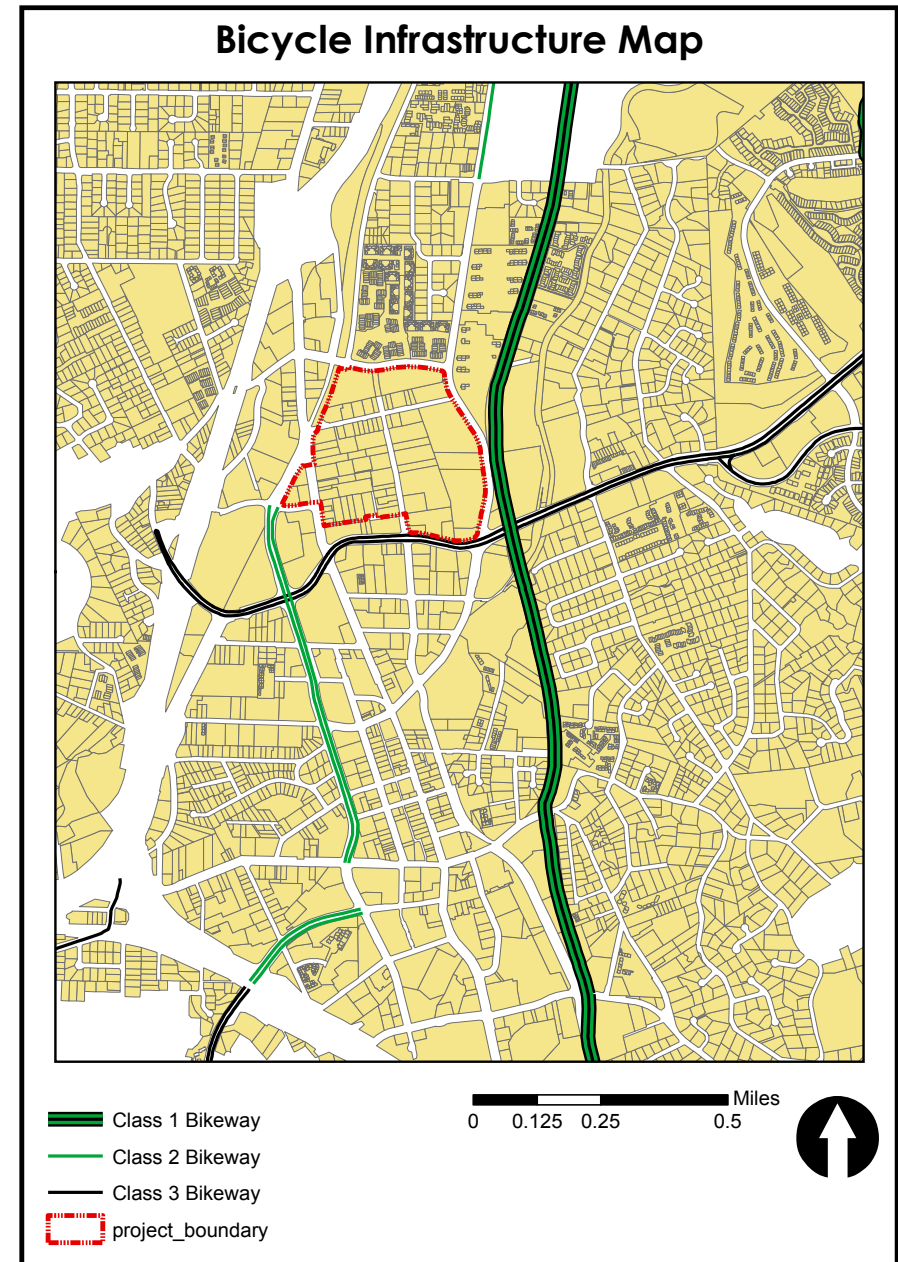 Bicycle Infrastructure Map
Class 1 Bikeway
Class 2 Bikeway
Class 3 Bikeway
project_boundary
Miles
0 0.125 0.25 0.5